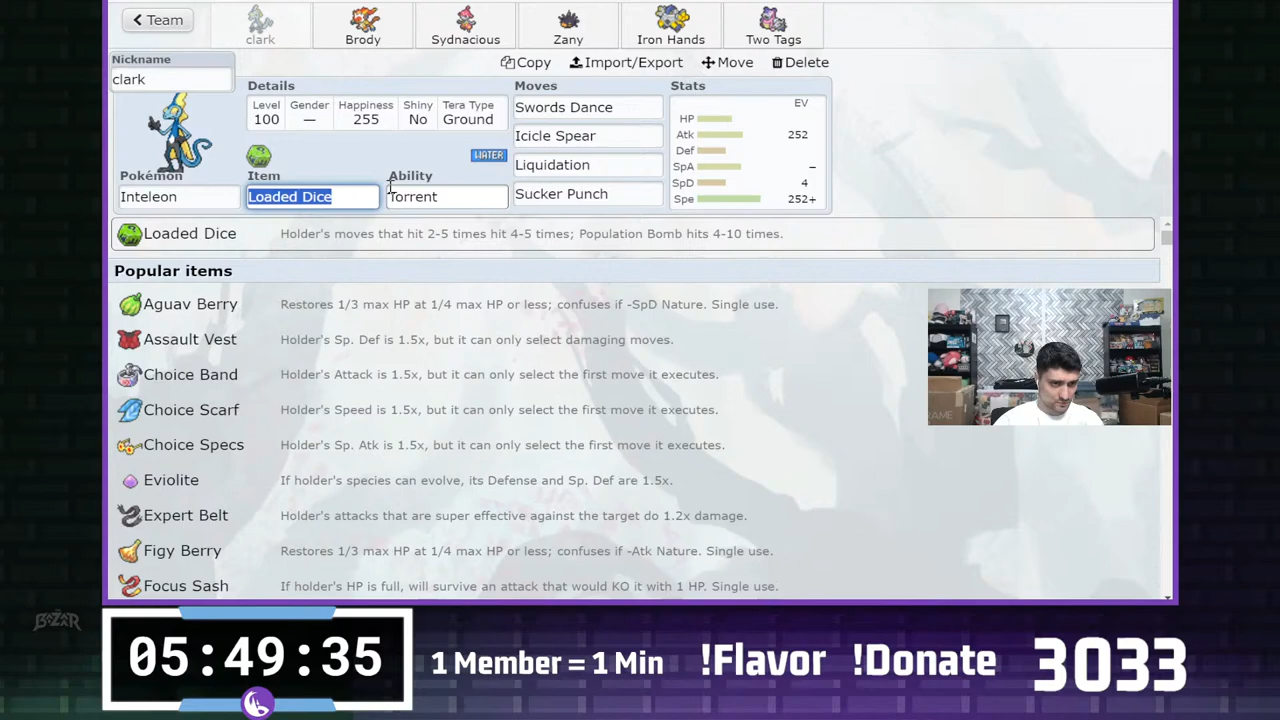 Team
clark
Brody
Sydnacious
Zany
Iron Hands
Two Tags
Copy Import/Export Move Delete
Nickname
clark
Details
Level Gender Happiness Shiny Tera Type
100 — 255 No Ground
WATER
Pokémon Item Ability
Inteleon Loaded Dice Torrent
Moves
Swords Dance
Icicle Spear
Liquidation
Sucker Punch
Stats
EV
HP
Atk 252
Def
SpA –
SpD 4
Spe 252+
Loaded Dice Holder's moves that hit 2-5 times hit 4-5 times; Population Bomb hits 4-10 times.
Popular items
Aguav Berry Restores 1/3 max HP at 1/4 max HP or less; confuses if -SpD Nature. Single use.
Assault Vest Holder's Sp. Def is 1.5x, but it can only select damaging moves.
Choice Band Holder's Attack is 1.5x, but it can only select the first move it executes.
Choice Scarf Holder's Speed is 1.5x, but it can only select the first move it executes.
Choice Specs Holder's Sp. Atk is 1.5x, but it can only select the first move it executes.
Eviolite If holder's species can evolve, its Defense and Sp. Def are 1.5x.
Expert Belt Holder's attacks that are super effective against the target do 1.2x damage.
Figy Berry Restores 1/3 max HP at 1/4 max HP or less; confuses if -Atk Nature. Single use.
Focus Sash If holder's HP is full, will survive an attack that would KO it with 1 HP. Single use.
05:49:35
1 Member = 1 Min !Flavor !Donate 3033